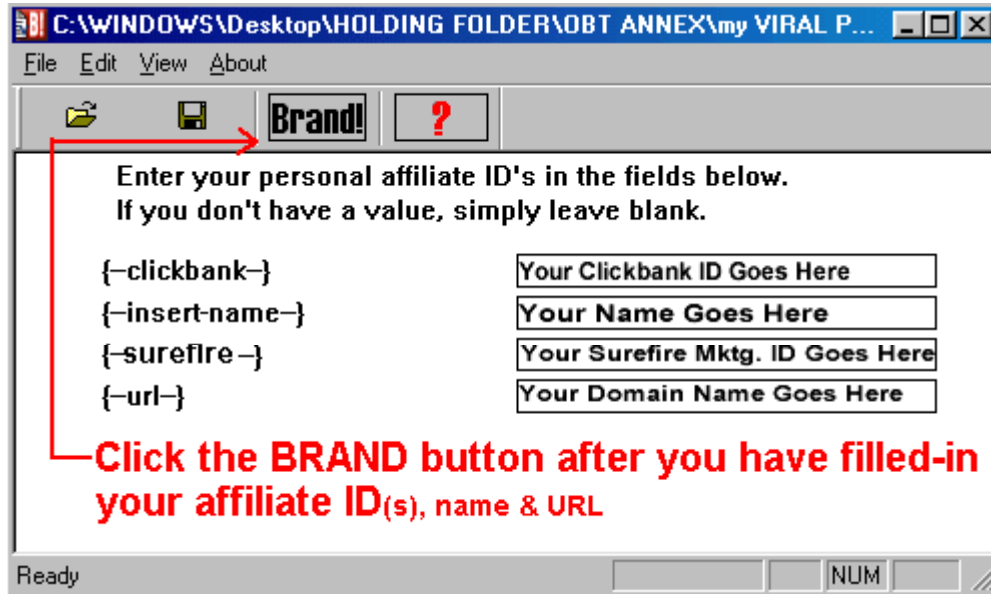 C:\WINDOWS\Desktop\HOLDING FOLDER\OBT ANNEX\my VIRAL P...
File Edit View About
Brand! ?
Enter your personal affiliate ID's in the fields below.
If you don't have a value, simply leave blank.
{-clickbank-} Your Clickbank ID Goes Here
{-insert-name-} Your Name Goes Here
{-surefire-} Your Surefire Mktg. ID Goes Here
{-url-} Your Domain Name Goes Here
Click the BRAND button after you have filled-in
your affiliate ID(s), name & URL
Ready NUM